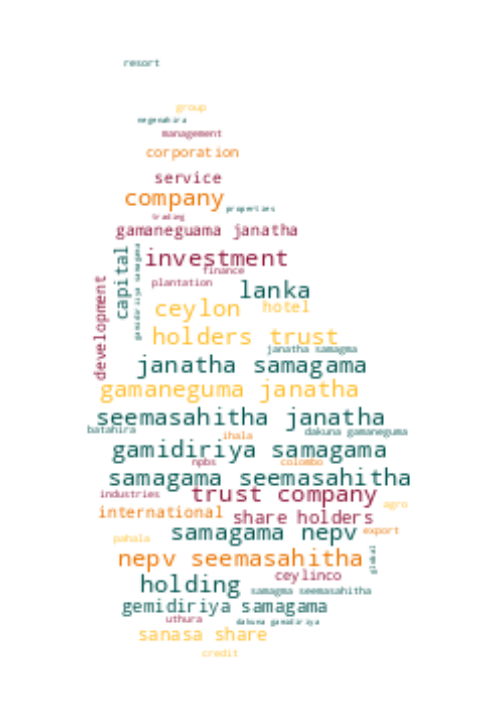 resort
group
negenahira
management
corporation
service
company
properties
trading
gamaneguama janatha
investment
capital
gamidiriya samagama
finance
development
plantation
lanka
ceylon hotel
holders trust
janatha samagma
janatha samagama
gamaneguma janatha
seemasahitha janatha
batahira
dakuna gamaneguma
ihala
gamidiriya samagama
npbs
colombo
samagama seemasahitha
industries
trust company
agro
international
share holders
samagama nepv
export
pahala
nepv seemasahitha
global
ceylinco
holding
samagma seemasahitha
gemidiriya samagama
uthura
dakuna gamidiriya
sanasa share
credit